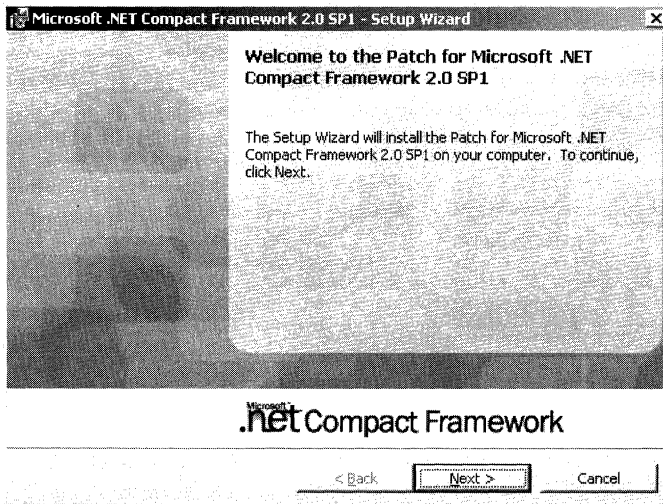 Microsoft .NET Compact Framework 2.0 SP1 - Setup Wizard
Welcome to the Patch for Microsoft .NET
Compact Framework 2.0 SP1
The Setup Wizard will install the Patch for Microsoft .NET
Compact Framework 2.0 SP1 on your computer. To continue,
click Next.
Microsoft
.net Compact Framework
< Back Next > Cancel